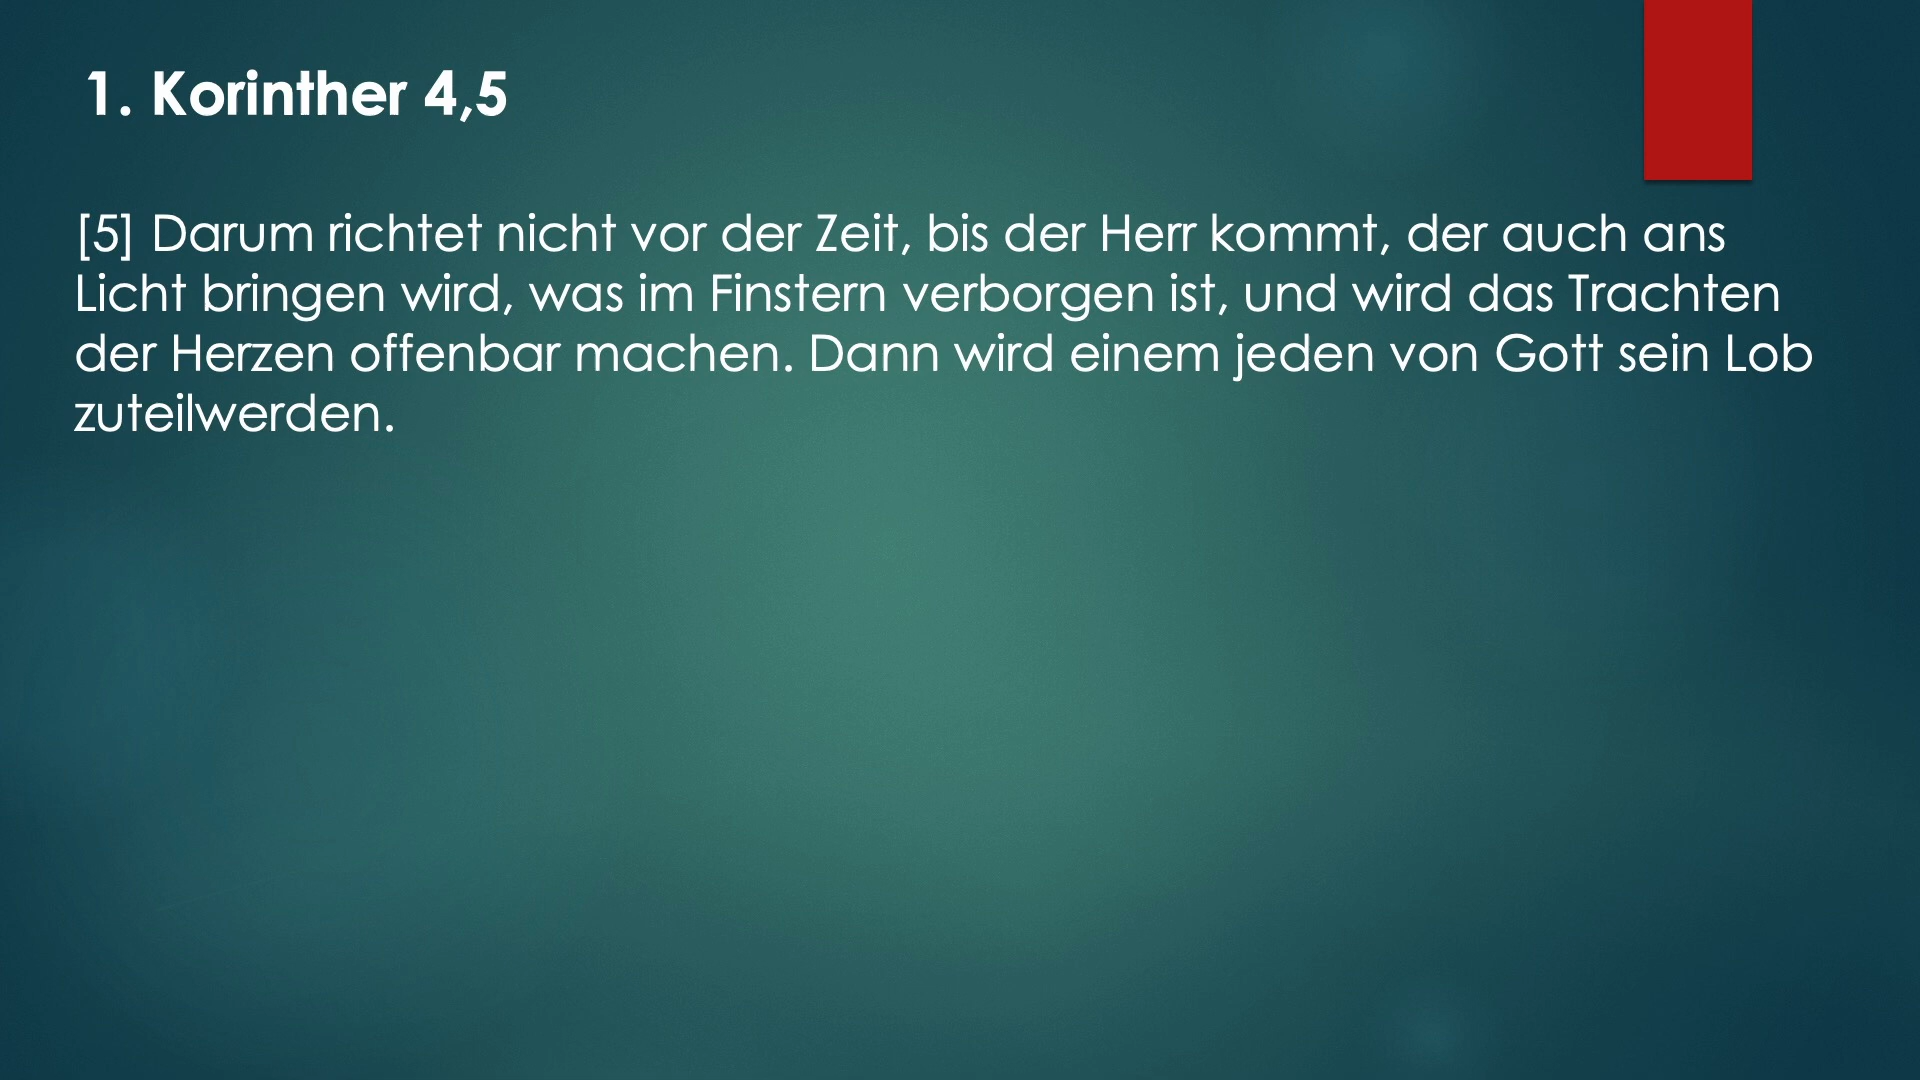 1. Korinther 4,5
[5] Darum richtet nicht vor der Zeit, bis der Herr kommt, der auch ans
Licht bringen wird, was im Finstern verborgen ist, und wird das Trachten
der Herzen offenbar machen. Dann wird einem jeden von Gott sein Lob
zuteilwerden.